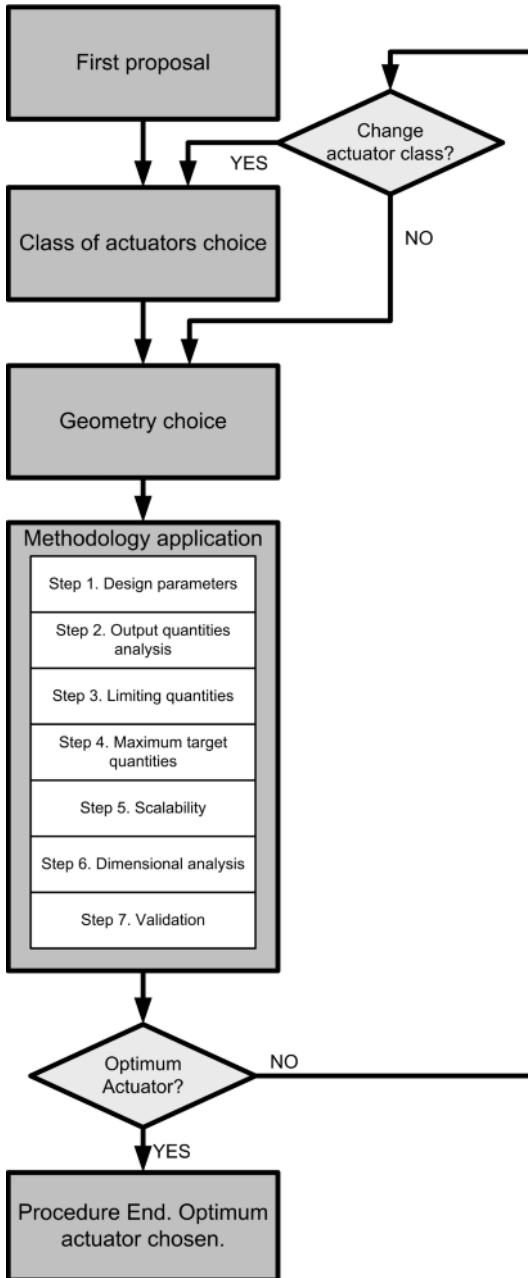 First proposal
Change
actuator class?
YES
Class of actuators choice
NO
Geometry choice
Methodology application
Step 1. Design parameters
Step 2. Output quantities
analysis
Step 3. Limiting quantities
Step 4. Maximum target
quantities
Step 5. Scalability
Step 6. Dimensional analysis
Step 7. Validation
Optimum
Actuator?
NO
YES
Procedure End. Optimum
actuator chosen.